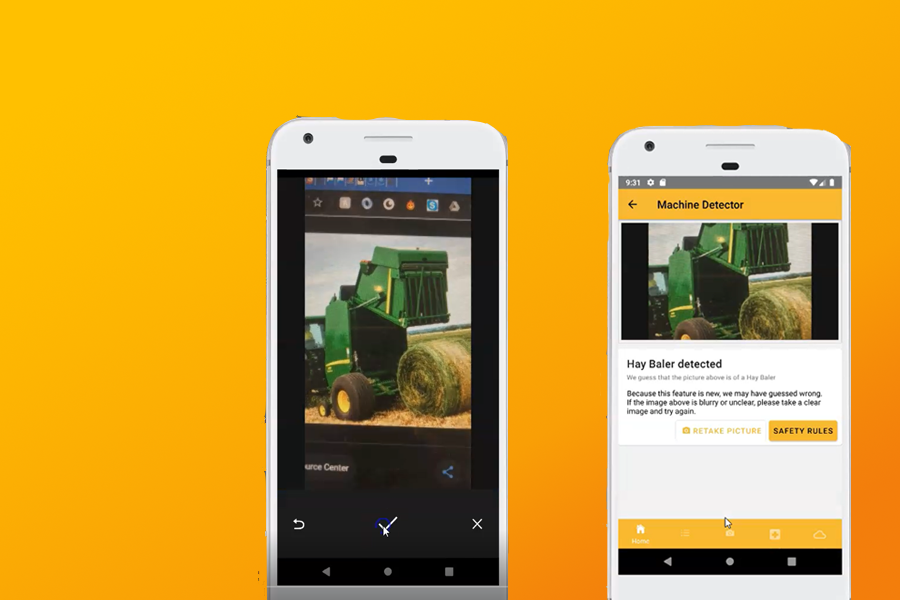 urce Center
9:31
Machine Detector
Hay Baler detected
We guess that the picture above is of a Hay Baler
Because this feature is new, we may have guessed wrong.
If the image above is blurry or unclear, please take a clear
image and try again.
RETAKE PICTURE
SAFETY RULES
Home